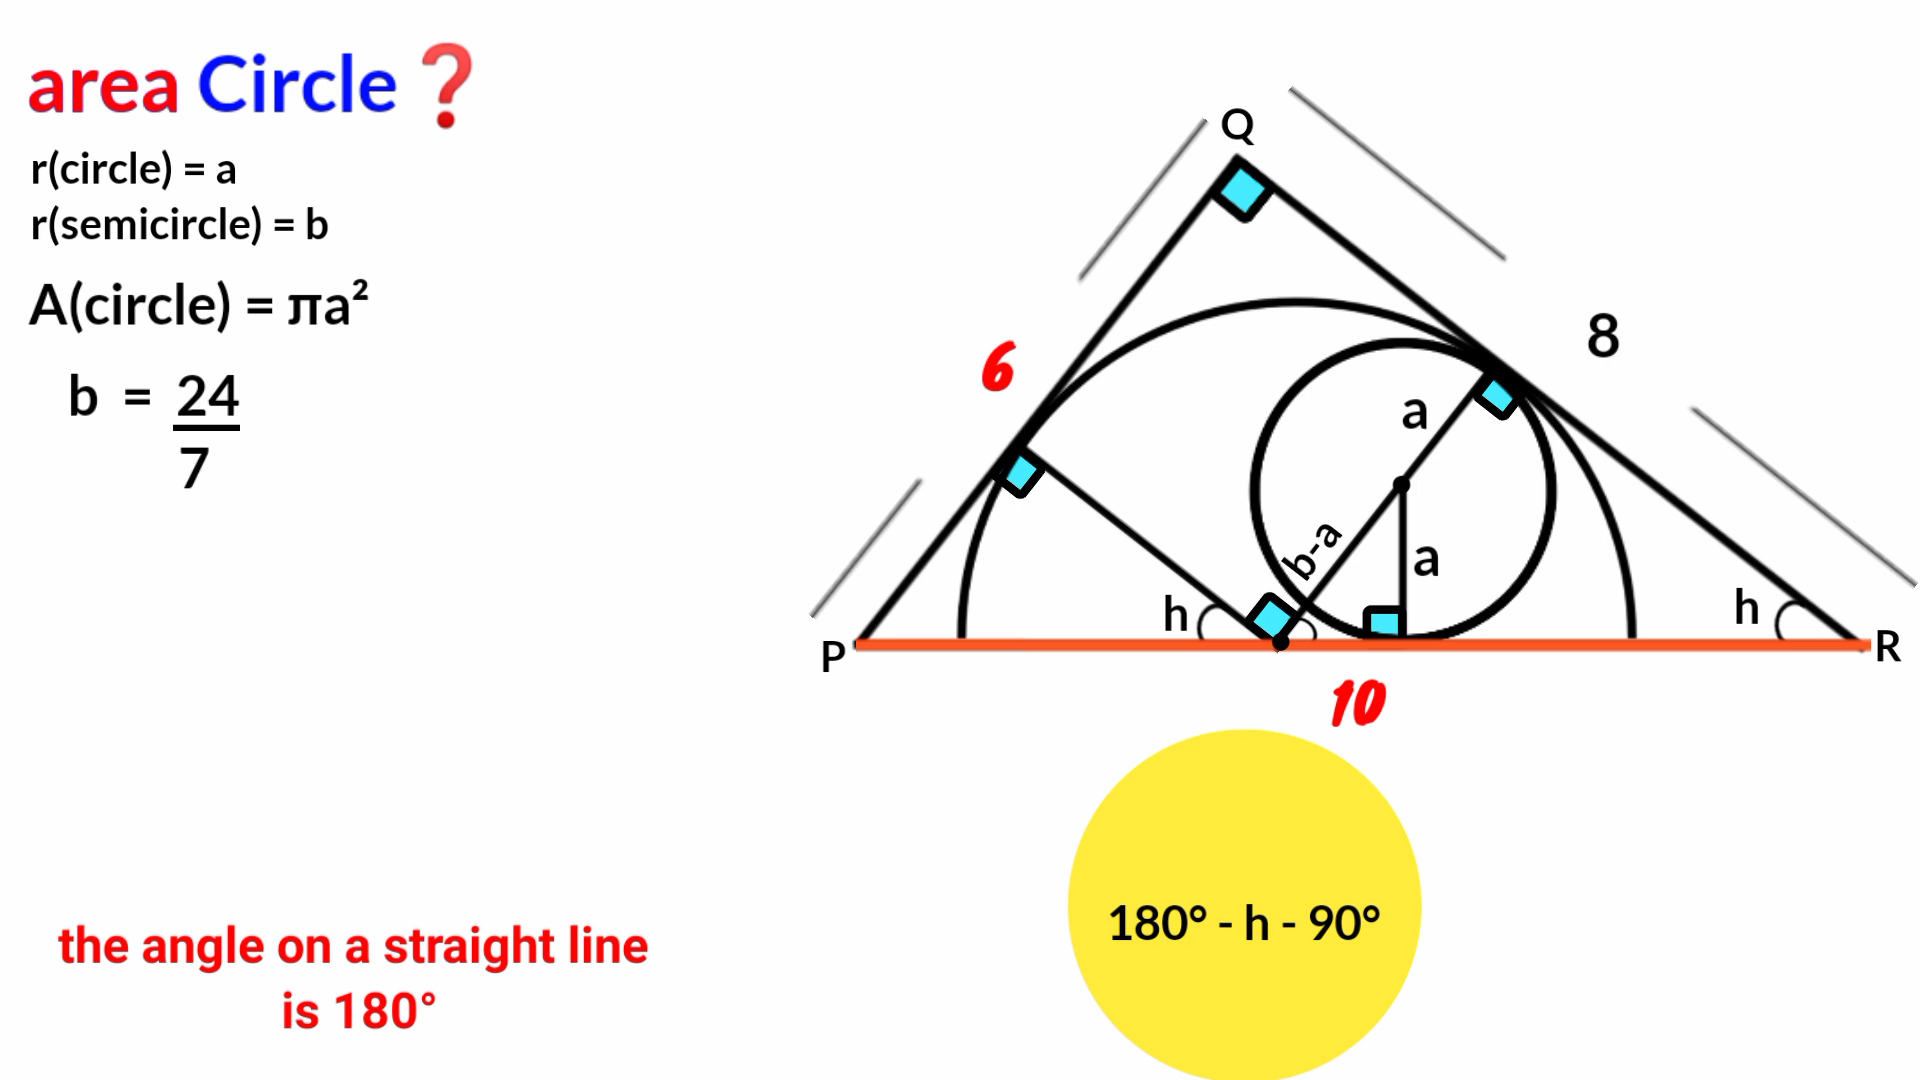 area Circle❓
r(circle) = a
r(semicircle) = b
A(circle) = πa²
b = 24
7
Q
6
8
a
b-a
a
h
h
P
R
10
180° - h - 90°
the angle on a straight line
is 180°